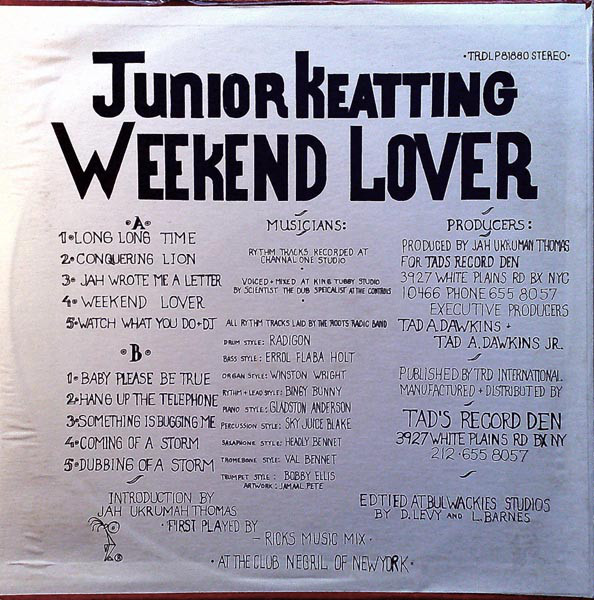 ·TRDLP81880 STEREO·
JUNIOR KEATTING
WEEKEND LOVER
·A·
1·LONG LONG TIME
2·CONQUERING LION
3·JAH WROTE ME A LETTER
4·WEEKEND LOVER
5·WATCH WHAT YOU DO·DJ
·B·
1·BABY PLEASE BE TRUE
2·HANG UP THE TELEPHONE
3·SOMETHING IS BUGGING ME
4·COMING OF A STORM
5·DUBBING OF A STORM
MUSICIANS:
RYTHM TRACKS RECORDED AT
CHANNAL ONE STUDIO
VOICED + MIXED AT KING TUBBY STUDIO
BY SCIENTIST THE DUB SPEICALIST AT THE CONTROLS
ALL RYTHM TRACKS LAID BY THE ROOTS RADIC BAND
DRUM STYLE: RADIGON
BASS STYLE: ERROL FLABA HOLT
ORGAN STYLE: WINSTON WRIGHT
RYTHM + LEAD STYLE: BINGY BUNNY
PIANO STYLE: GLADSTON ANDERSON
PERCUSSION STYLE: SKY JUICE BLAKE
SAXAPHONE STYLE: HEADLY BENNET
TROMEBONE STYLE: VAL BENNET
TRUMPET STYLE: BOBBY ELLIS
ARTWORK: JAMAAL PETE
PRODUCERS:
PRODUCED BY JAH UKRUMAN THOMAS
FOR TADS RECORD DEN
3927 WHITE PLAINS RD BX NYC
10466 PHONE 655 8057
EXECUTIVE PRODUCERS
TAD A.DAWKINS +
TAD A. DAWKINS JR.
PUBLISHED BY TRD INTERNATIONAL.
MANUFACTURED + DISTRIBUTED BY
TAD'S RECORD DEN
3927 WHITE PLAINS RD BX NY
212·655 8057
INTRODUCTION BY
JAH UKRUMAH THOMAS
·FIRST PLAYED BY
– RICKS MUSIC MIX ·
· AT THE CLUB NEGRIL OF NEW YORK·
EDTIED AT BULWACKIES STUDIOS
BY D. LEVY AND L. BARNES